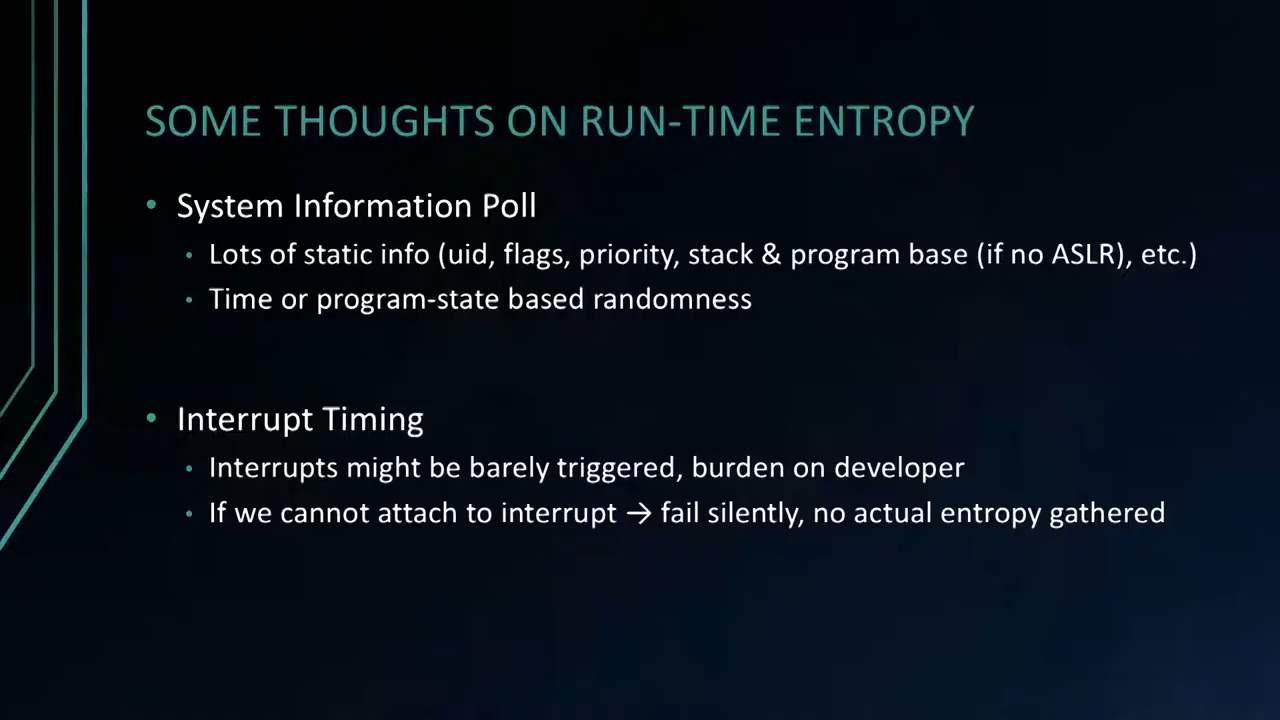 SOME THOUGHTS ON RUN-TIME ENTROPY
• System Information Poll
• Lots of static info (uid, flags, priority, stack & program base (if no ASLR), etc.)
• Time or program-state based randomness
• Interrupt Timing
• Interrupts might be barely triggered, burden on developer
• If we cannot attach to interrupt → fail silently, no actual entropy gathered